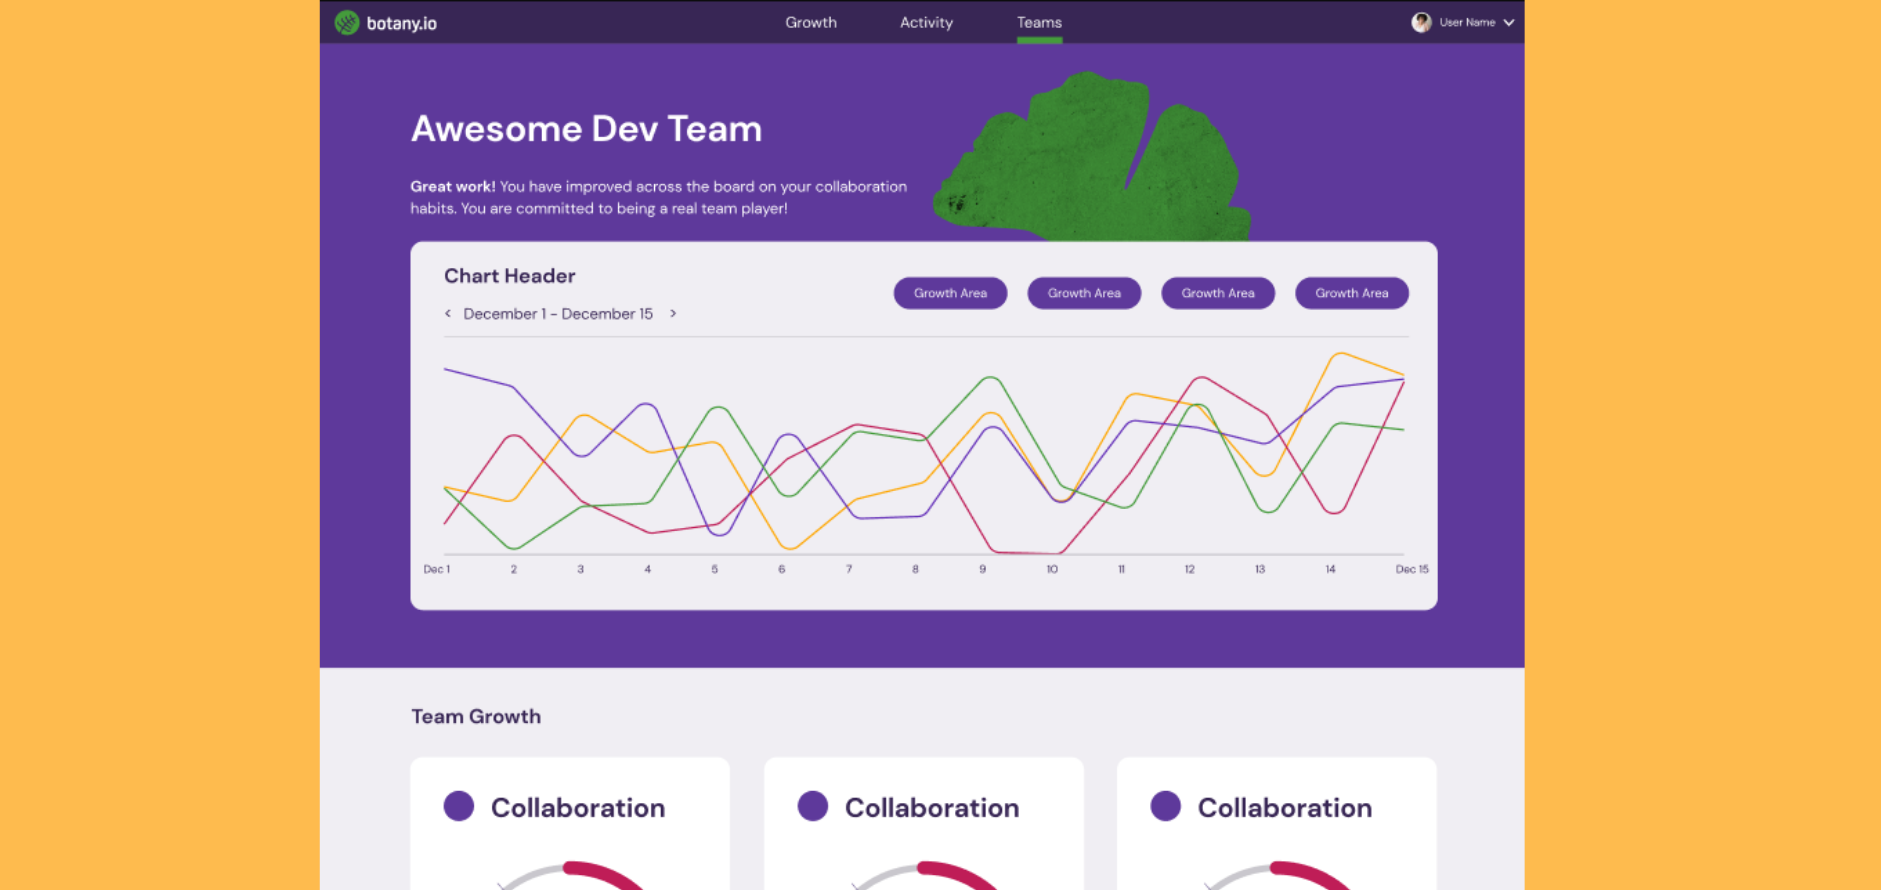 botany.io
Growth Activity Teams
User Name
Awesome Dev Team
Great work! You have improved across the board on your collaboration
habits. You are committed to being a real team player!
Chart Header
< December 1 - December 15 >
Growth Area Growth Area Growth Area Growth Area
Dec 1 2 3 4 5 6 7 8 9 10 11 12 13 14 Dec 15
Team Growth
Collaboration Collaboration Collaboration